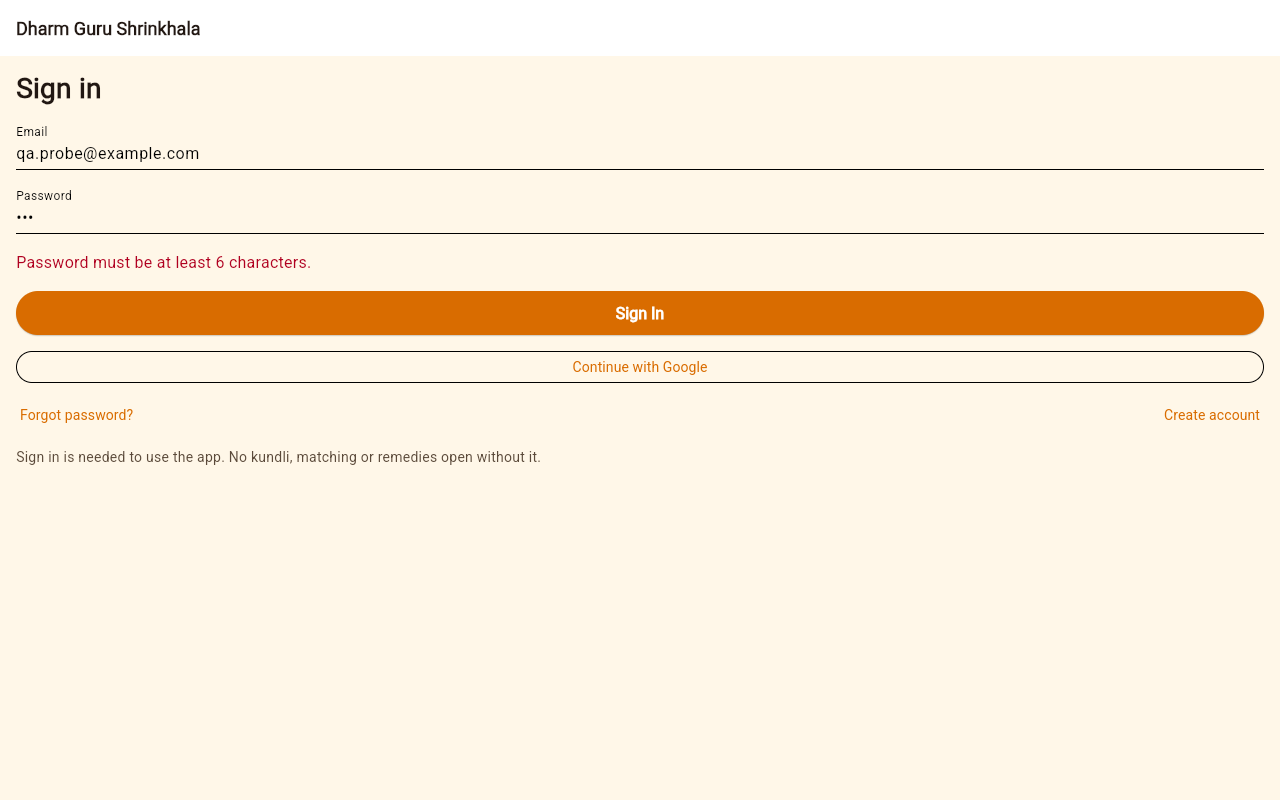 Dharm Guru Shrinkhala
Sign in
Email
qa.probe@example.com
Password
•••
Password must be at least 6 characters.
Sign In
Continue with Google
Forgot password?
Create account
Sign in is needed to use the app. No kundli, matching or remedies open without it.